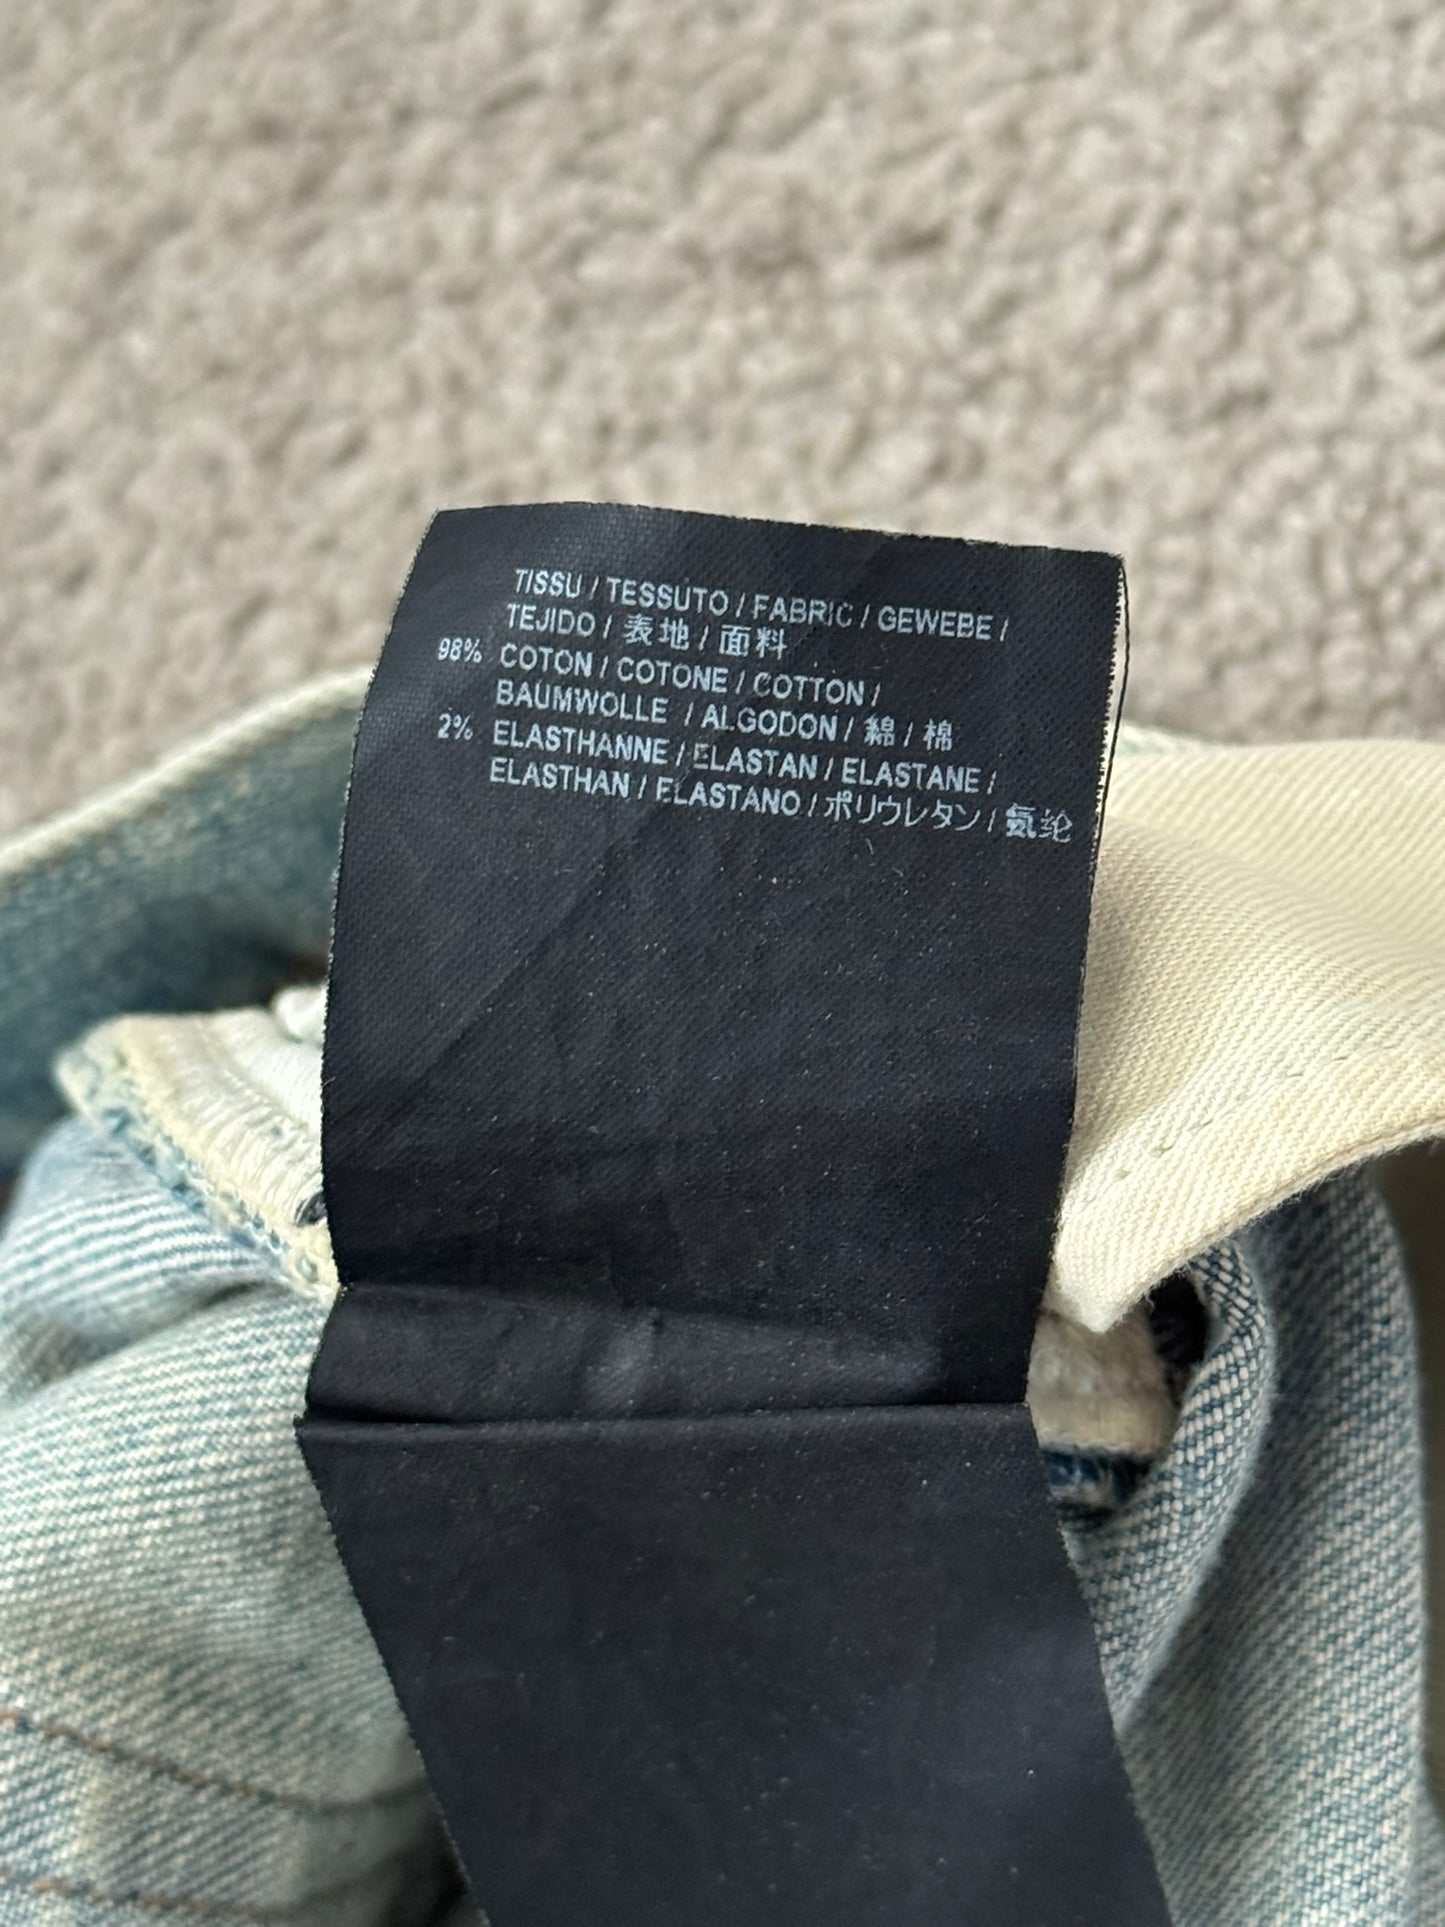 TISSU / TESSUTO / FABRIC / GEWEBE /
TEJIDO / 表地 / 面料
98% COTON / COTONE / COTTON /
BAUMWOLLE / ALGODON / 綿 / 棉
2% ELASTHANNE / ELASTAN / ELASTANE /
ELASTHAN / ELASTANO / ポリウレタン / 氨纶